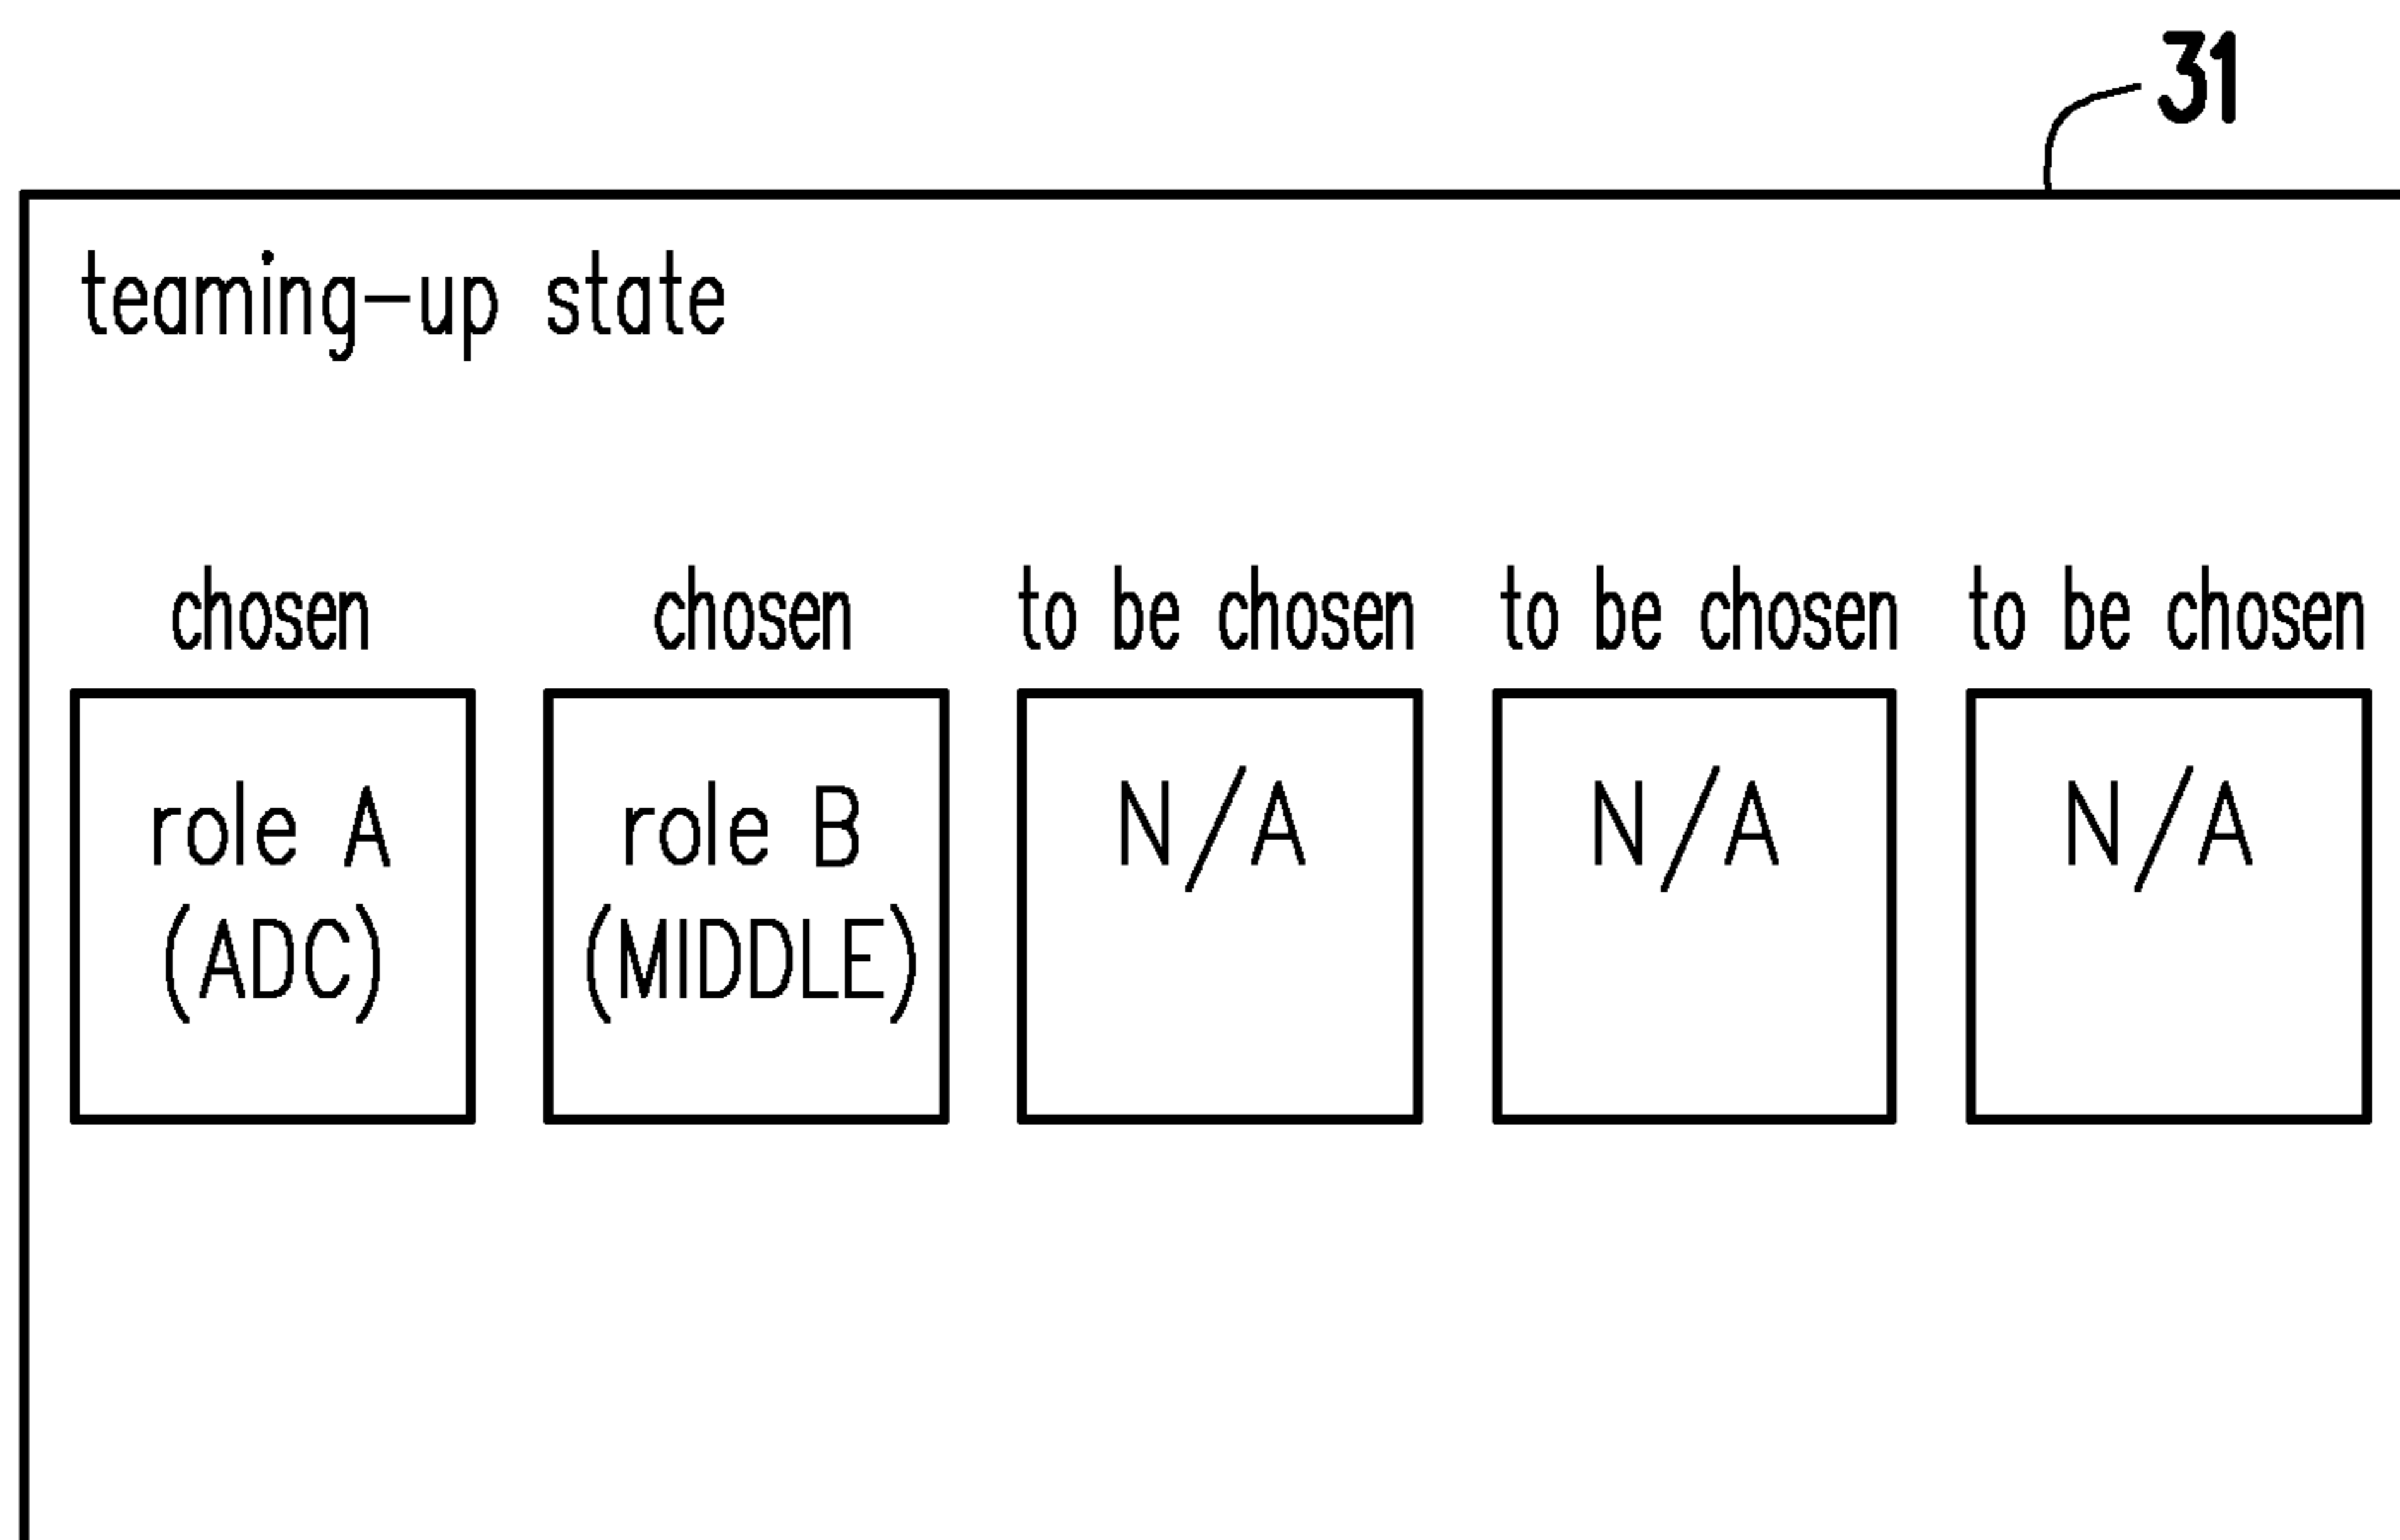 31
teaming-up state
chosen chosen to be chosen to be chosen to be chosen
role A role B N/A N/A N/A
(ADC) (MIDDLE)